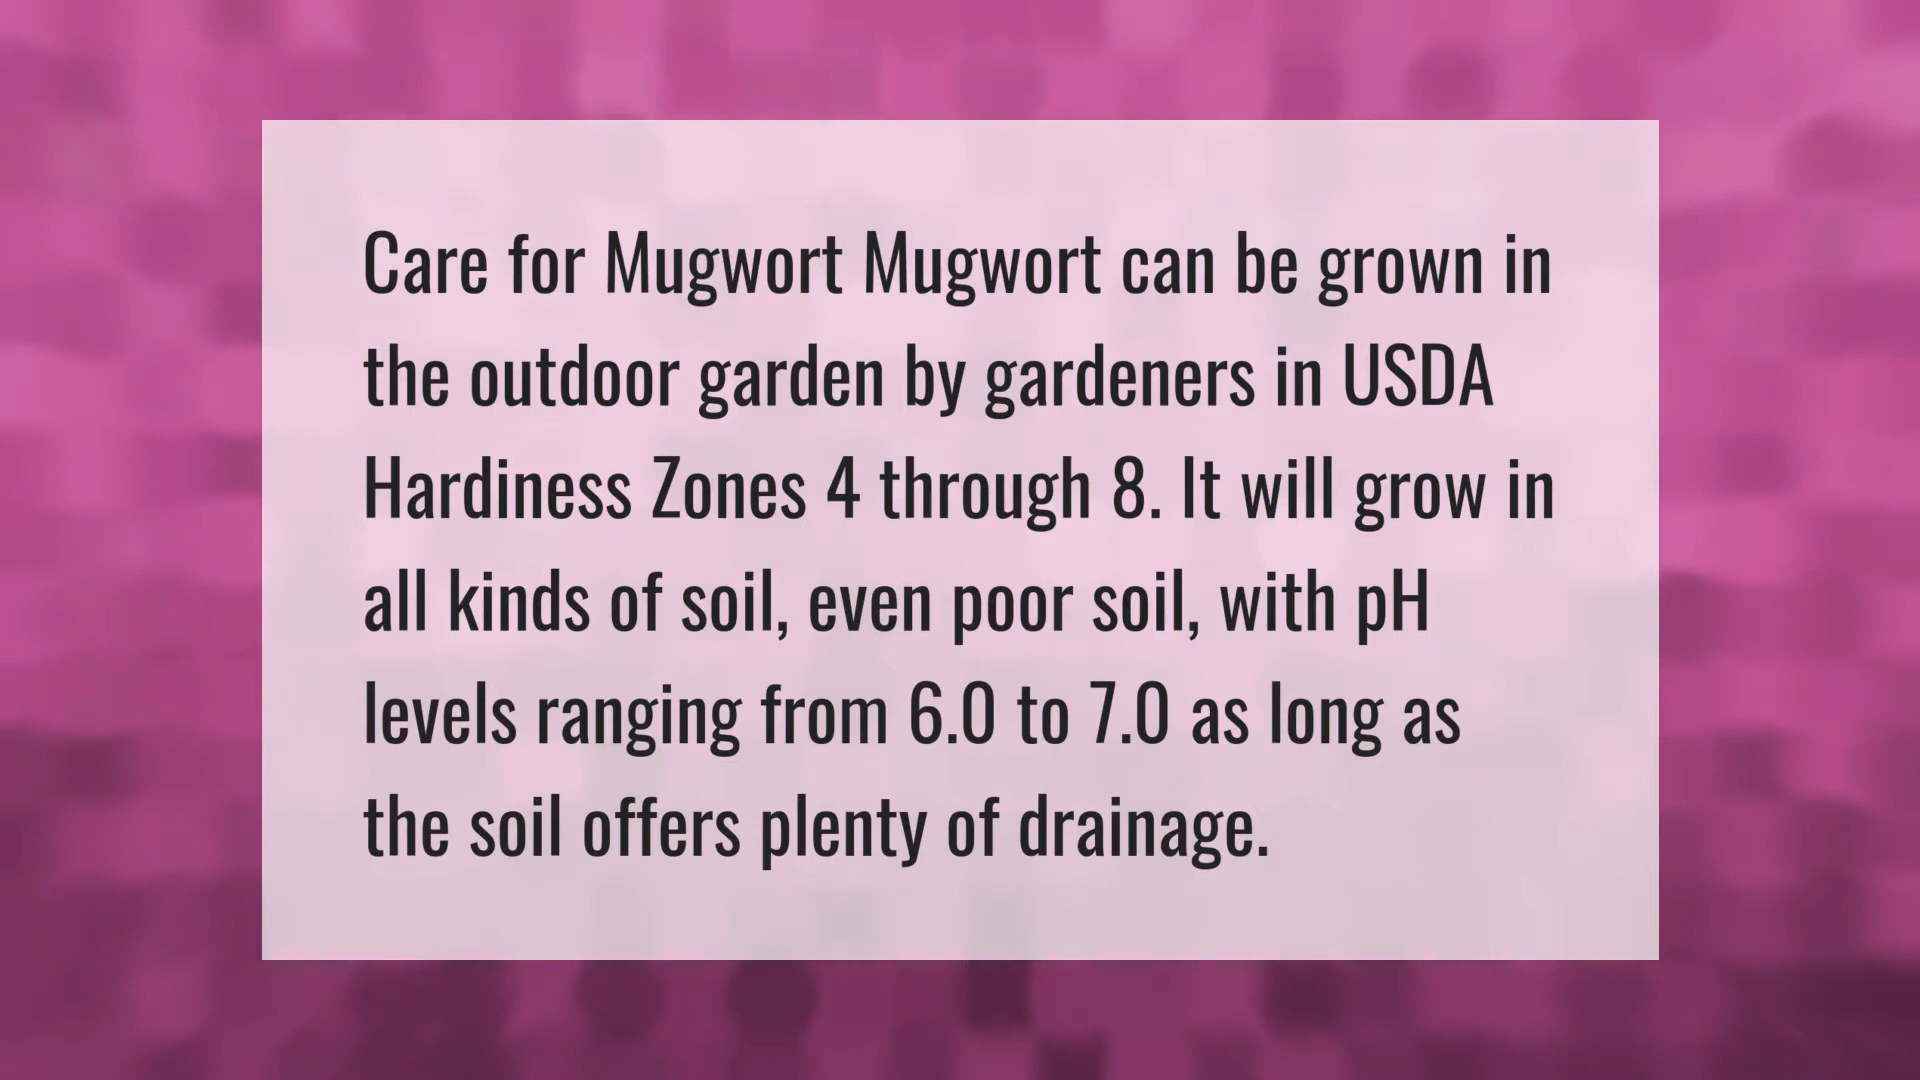 Care for Mugwort Mugwort can be grown in
the outdoor garden by gardeners in USDA
Hardiness Zones 4 through 8. It will grow in
all kinds of soil, even poor soil, with pH
levels ranging from 6.0 to 7.0 as long as
the soil offers plenty of drainage.